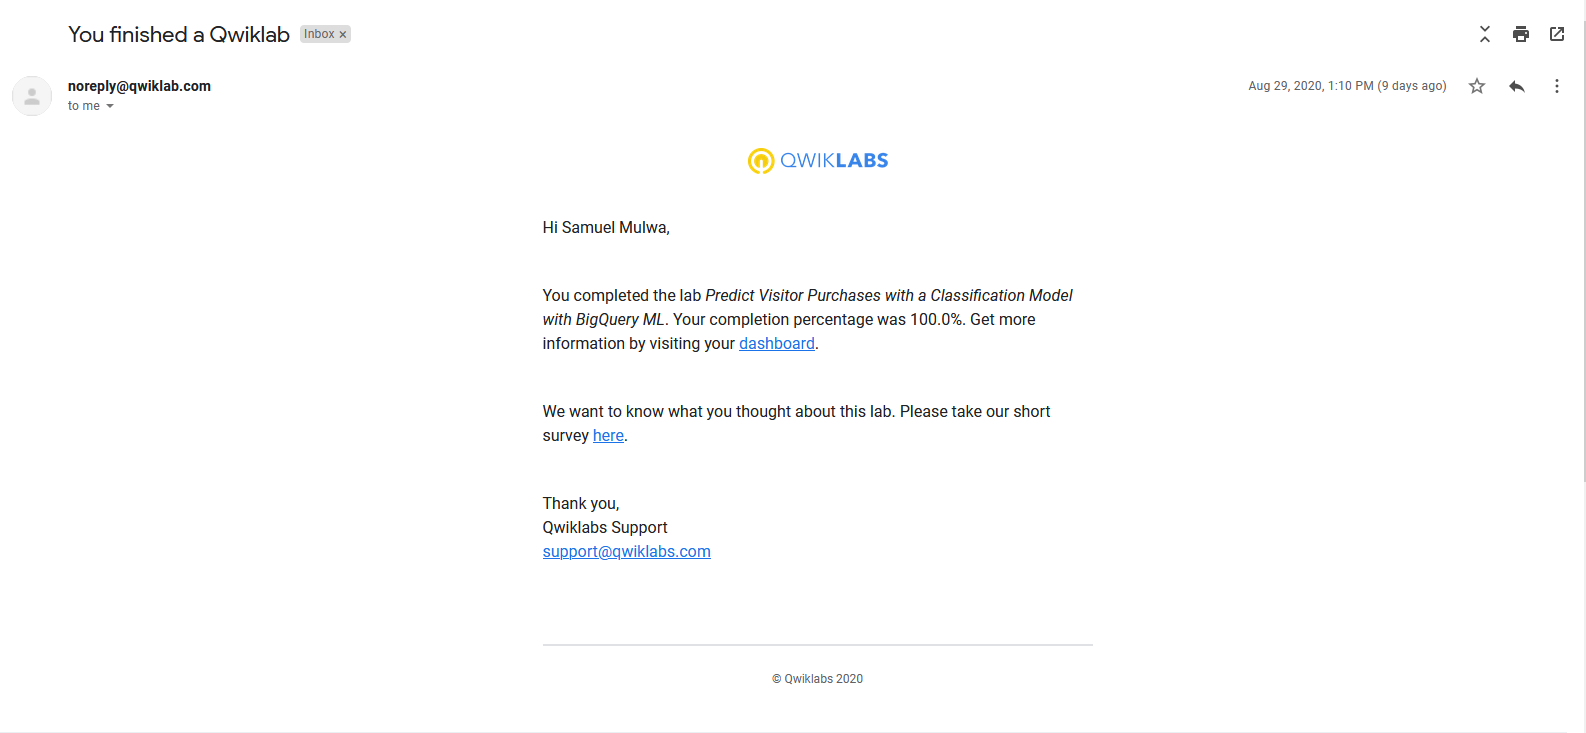 You finished a Qwiklab Inbox x
noreply@qwiklab.com
Aug 29, 2020, 1:10 PM (9 days ago)
to me
QWIKLABS
Hi Samuel Mulwa,
You completed the lab Predict Visitor Purchases with a Classification Model
with BigQuery ML. Your completion percentage was 100.0%. Get more
information by visiting your dashboard.
We want to know what you thought about this lab. Please take our short
survey here.
Thank you,
Qwiklabs Support
support@qwiklabs.com
© Qwiklabs 2020